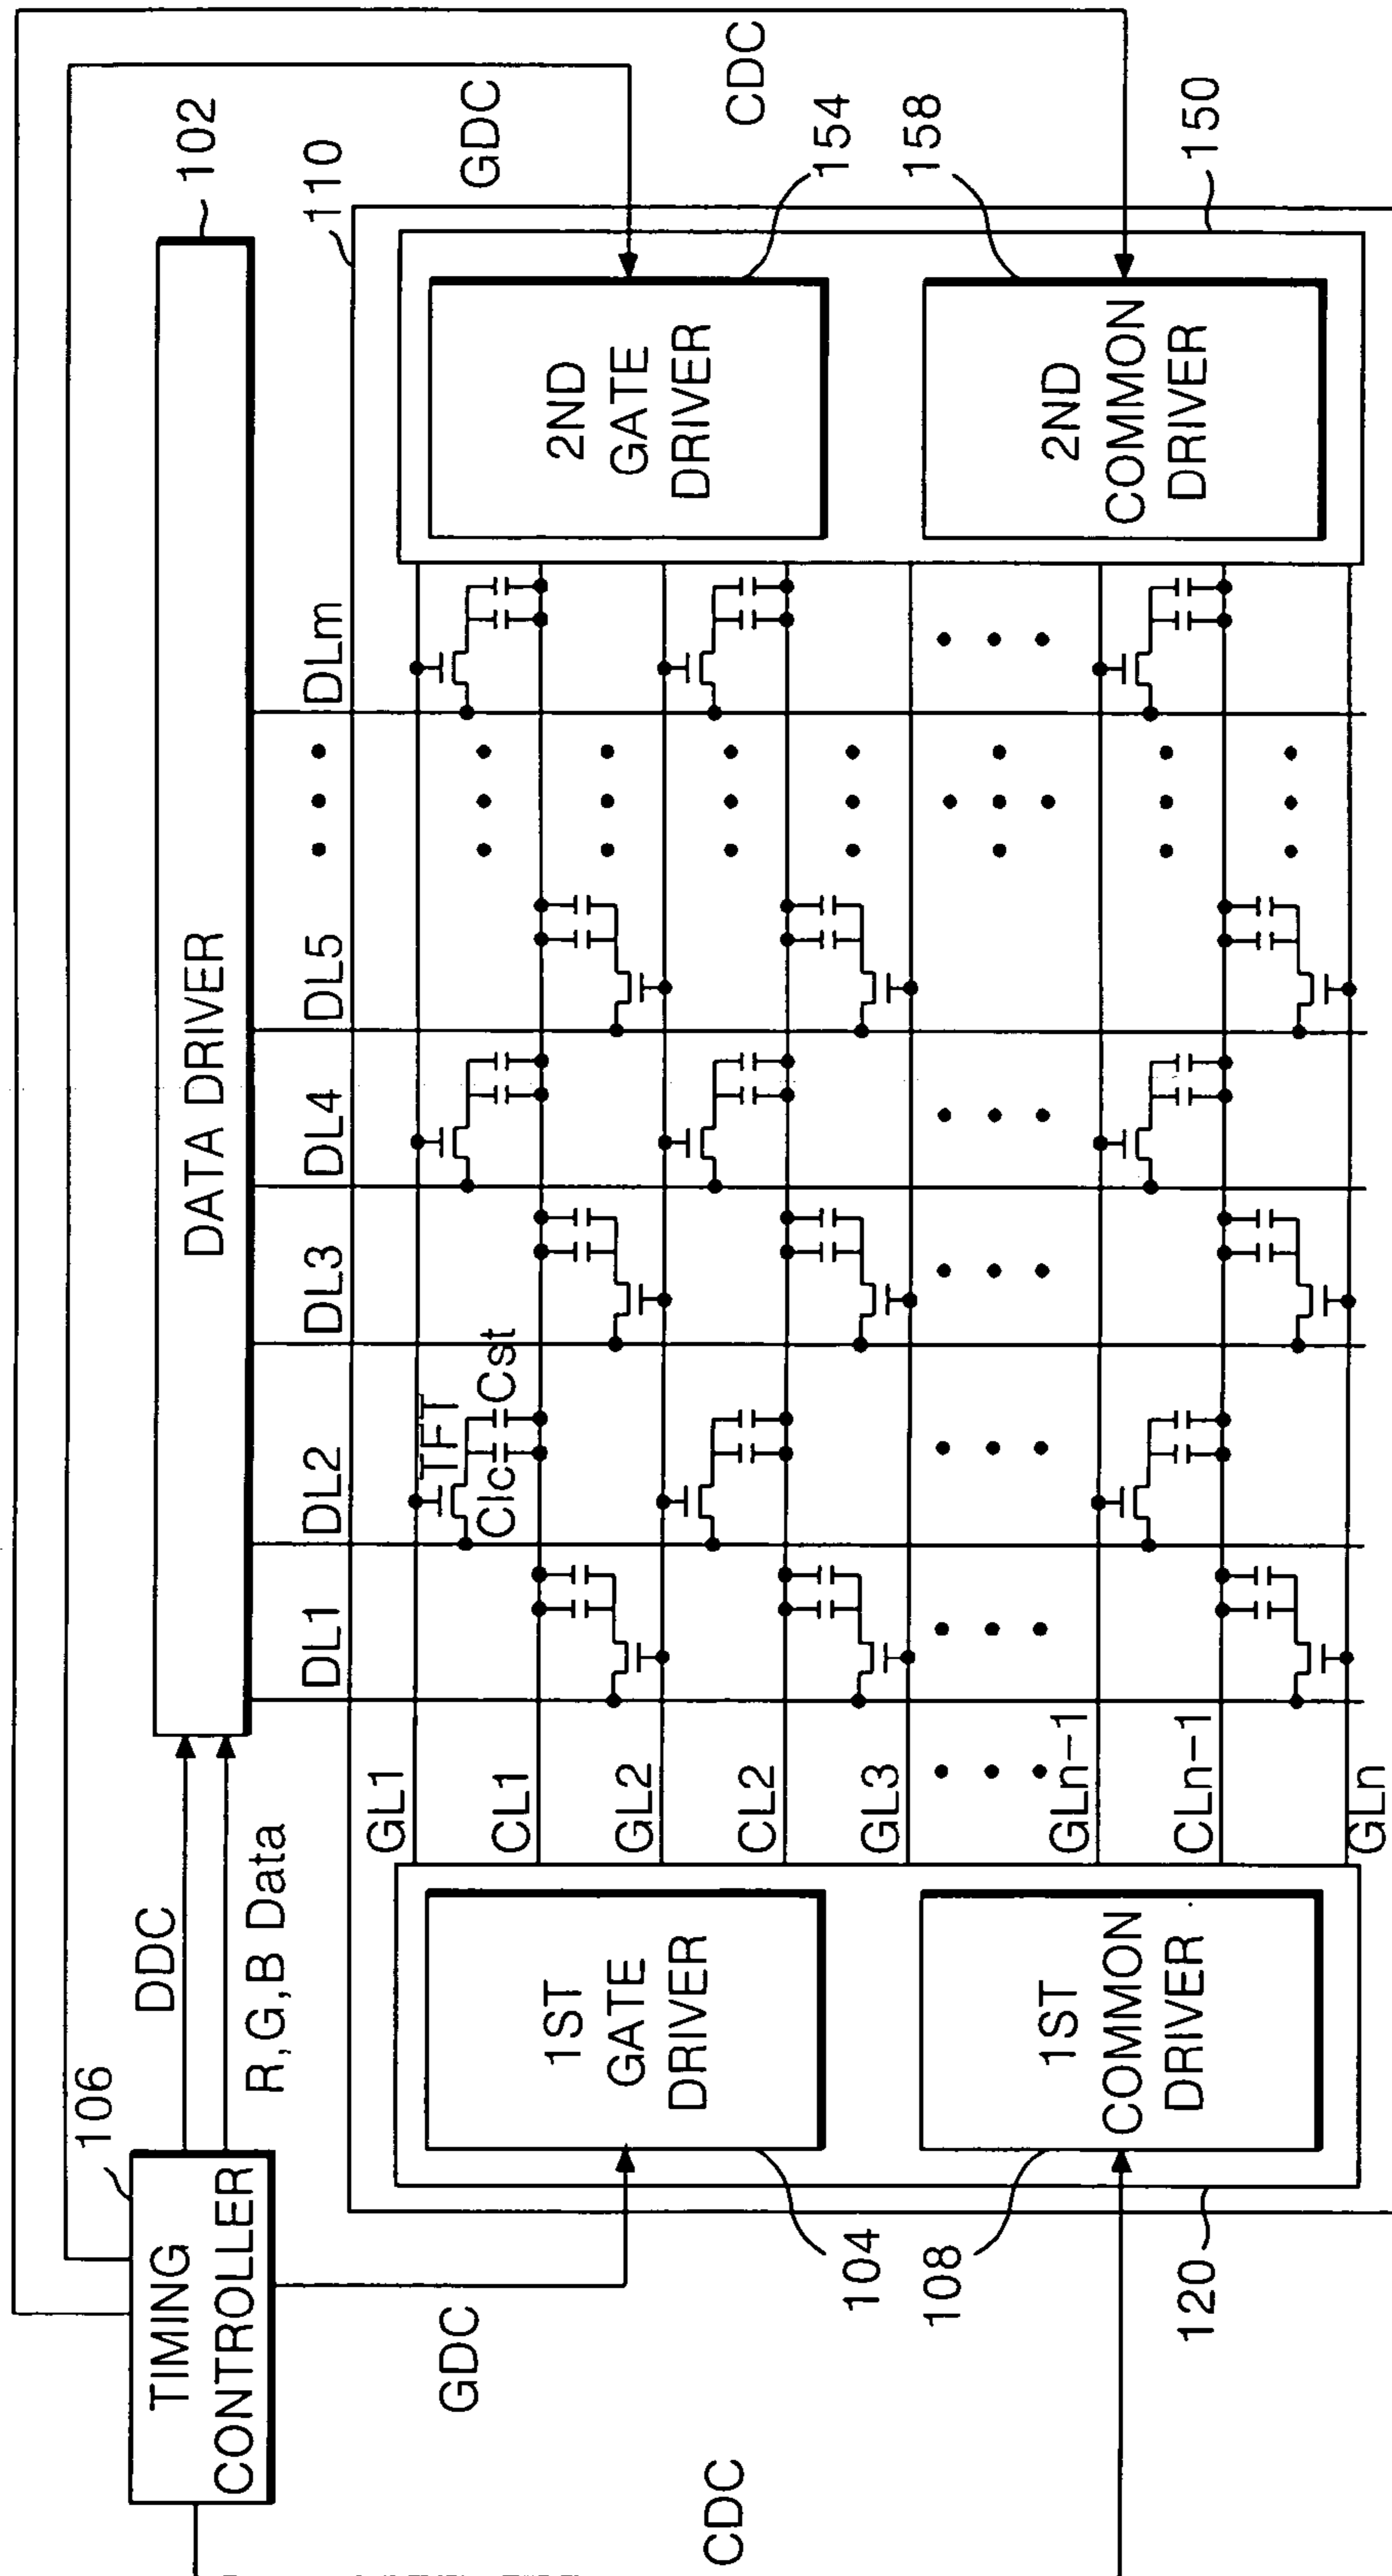 TIMING
CONTROLLER
106
DDC
R,G,B Data
DATA DRIVER
102
GDC
CDC
GDC
CDC
110
DL1
DL2
DL3
DL4
DL5
DLm
GL1
CL1
GL2
CL2
GL3
GLn-1
CLn-1
GLn
TFT
Clc
Cst
1ST
GATE
DRIVER
104
1ST
COMMON
DRIVER
108
120
2ND
GATE
DRIVER
154
2ND
COMMON
DRIVER
158
150